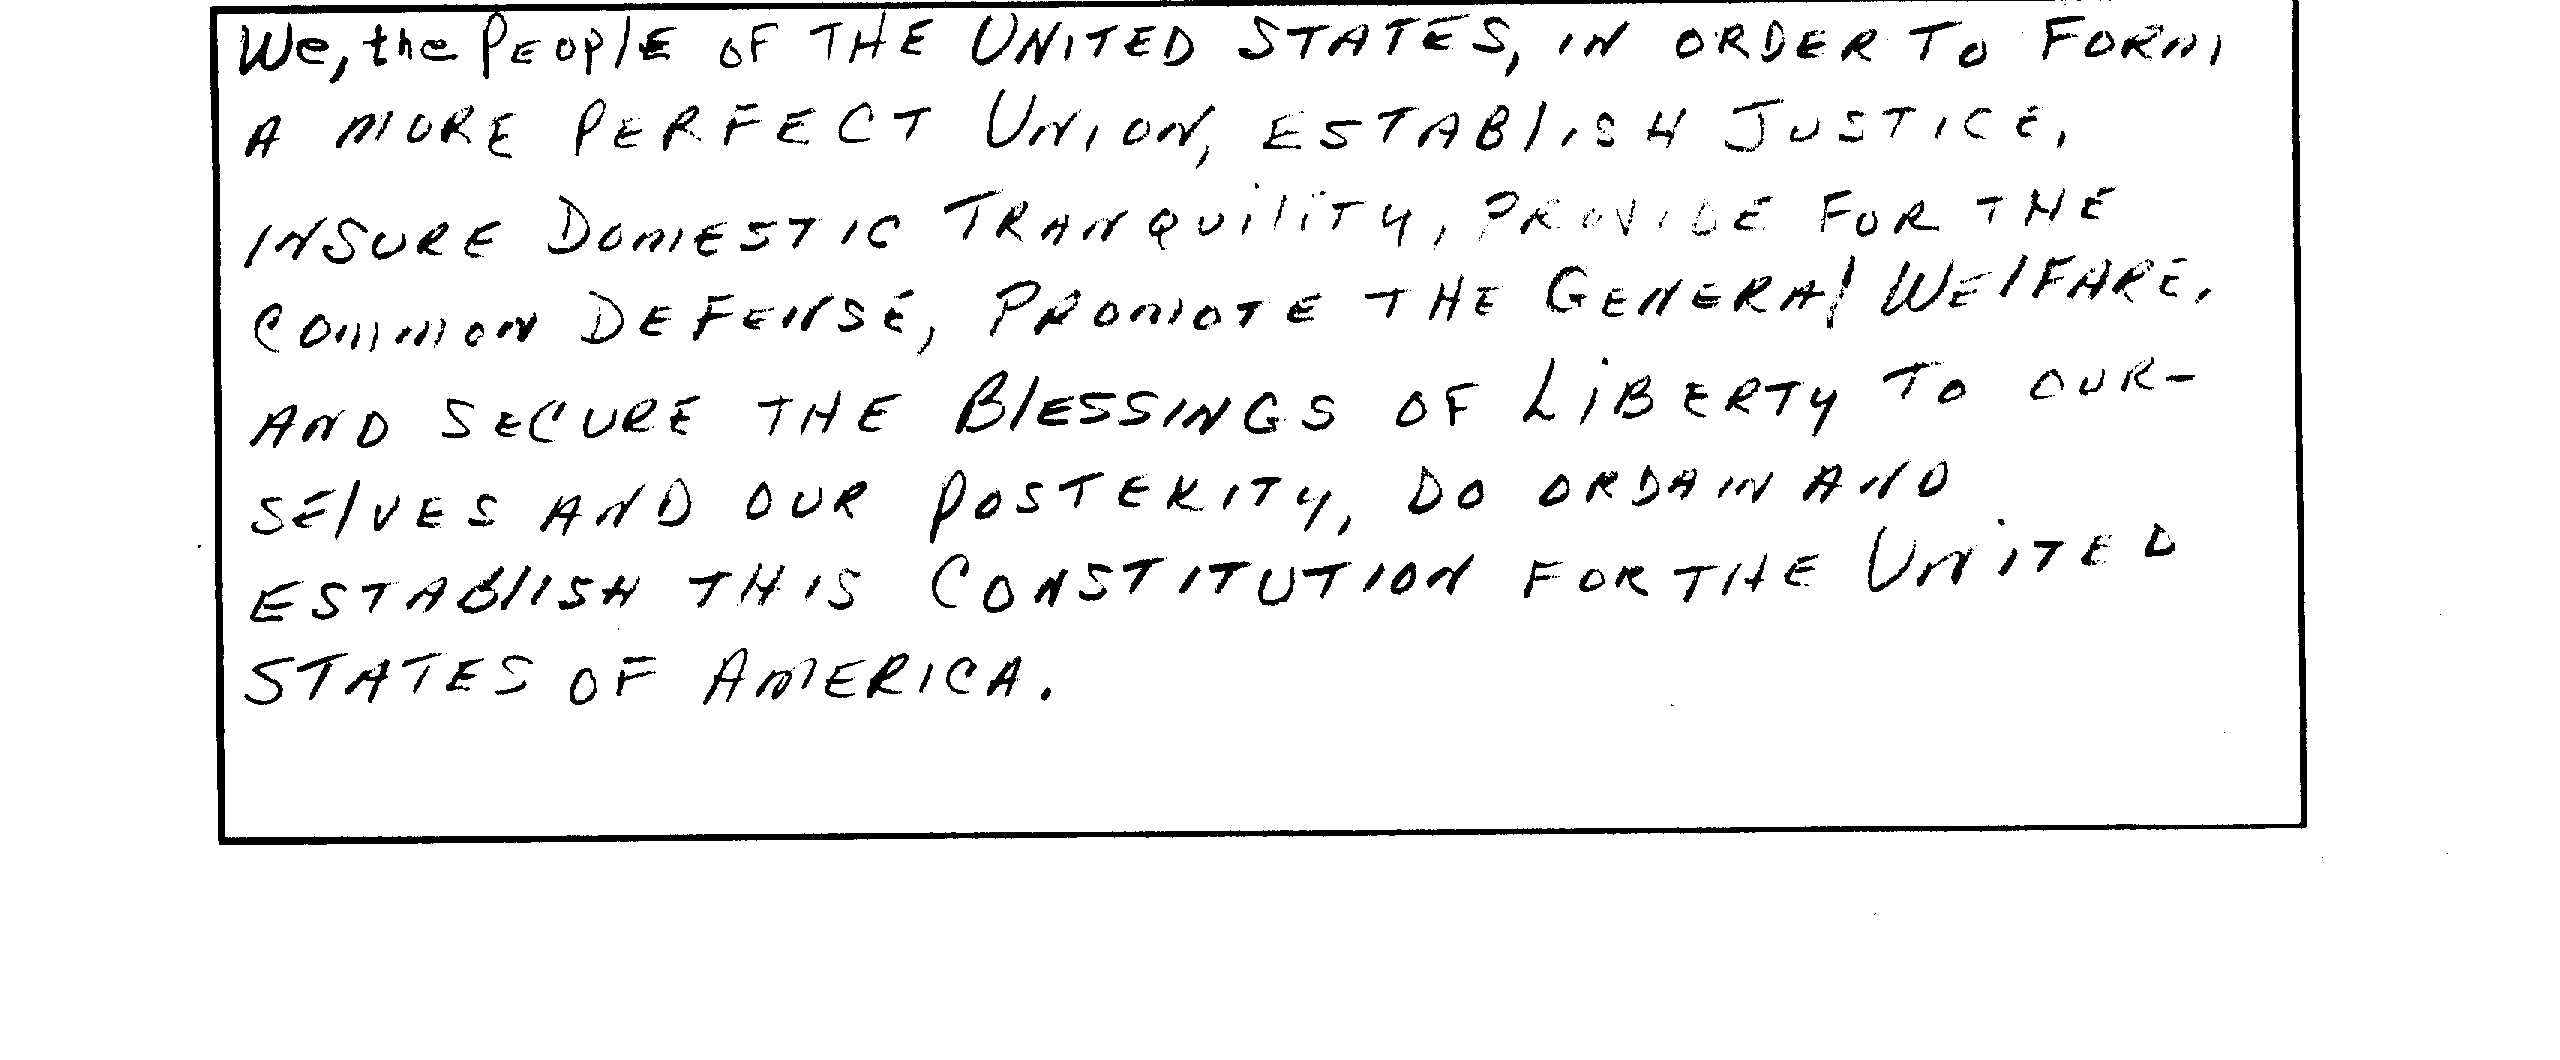 We, the PEOPlE OF THE UNITED STATES, IN ORDER TO FORM
A MORE PERFECT UNION, ESTABlISH JUSTICE,
INSURE DOMESTIC TRANQUilITY, PROVIDE FOR THE
COMMON DEFENSE, PROMOTE THE GENERAl WElFARE,
AND SECURE THE BlESSINGS OF LiBERTY TO OUR-
SElVES AND OUR POSTERITY, DO ORDAIN AND
ESTABlISH THIS CONSTITUTION FOR THE UNiTED
STATES OF AMERICA.